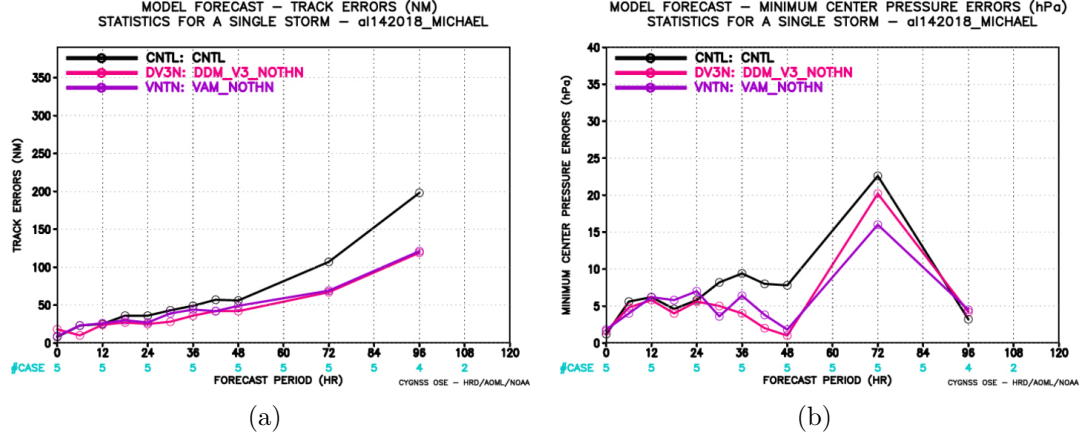 MODEL FORECAST – TRACK ERRORS (NM)
STATISTICS FOR A SINGLE STORM – al142018_MICHAEL
CNTL: CNTL
DV3N: DDM_V3_NOTHN
VNTN: VAM_NOTHN
TRACK ERRORS (NM)
350
300
250
200
150
100
50
0
0 12 24 36 48 60 72 84 96 108 120
#CASE 5 5 5 5 5 5 5 5 4 2
FORECAST PERIOD (HR)
CYGNSS OSE – HRD/AOML/NOAA
(a)
MODEL FORECAST – MINIMUM CENTER PRESSURE ERRORS (hPa)
STATISTICS FOR A SINGLE STORM – al142018_MICHAEL
CNTL: CNTL
DV3N: DDM_V3_NOTHN
VNTN: VAM_NOTHN
MINIMUM CENTER PRESSURE ERRORS (hPa)
40
35
30
25
20
15
10
5
0
0 12 24 36 48 60 72 84 96 108 120
#CASE 5 5 5 5 5 5 5 5 4 2
FORECAST PERIOD (HR)
CYGNSS OSE – HRD/AOML/NOAA
(b)